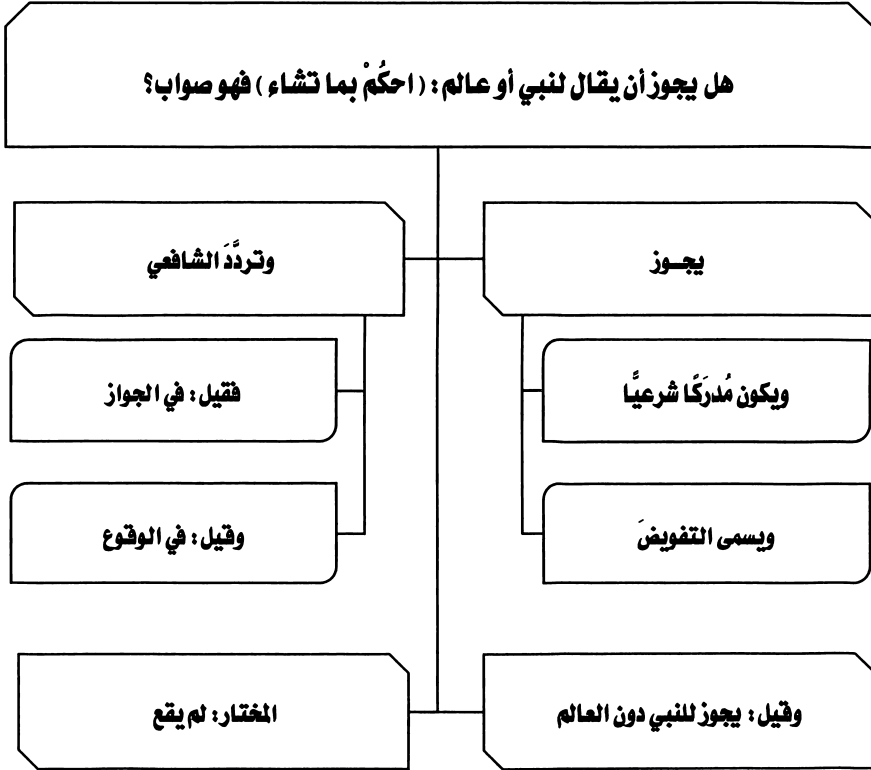 هل يجوز أن يقال لنبي أو عالم: (احكُمْ بما تشاء) فهو صواب؟
يجـوز
وتردَّدَ الشافعي
ويكون مُدرَكًا شرعيًّا
فقيل: في الجواز
ويسمى التفويضَ
وقيل: في الوقوع
وقيل: يجوز للنبي دون العالم
المختار: لم يقع